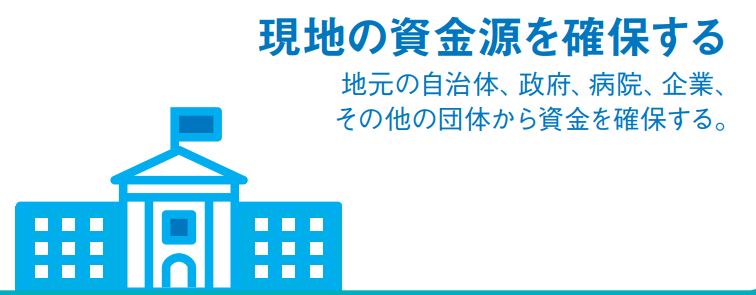 現地の資金源を確保する
地元の自治体、政府、病院、企業、
その他の団体から資金を確保する。